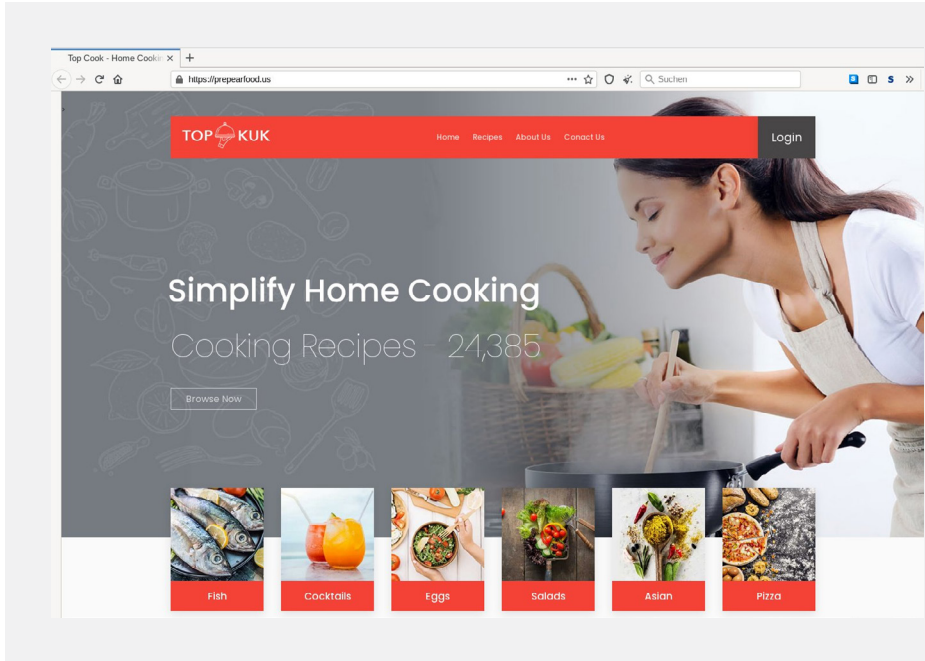 Top Cook - Home Cookin
https://prepearfood.us
Suchen
TOP KUK
Home Recipes About Us Conact Us
Login
Simplify Home Cooking
Cooking Recipes - 24,385
Browse Now
Fish Cocktails Eggs Salads Asian Pizza